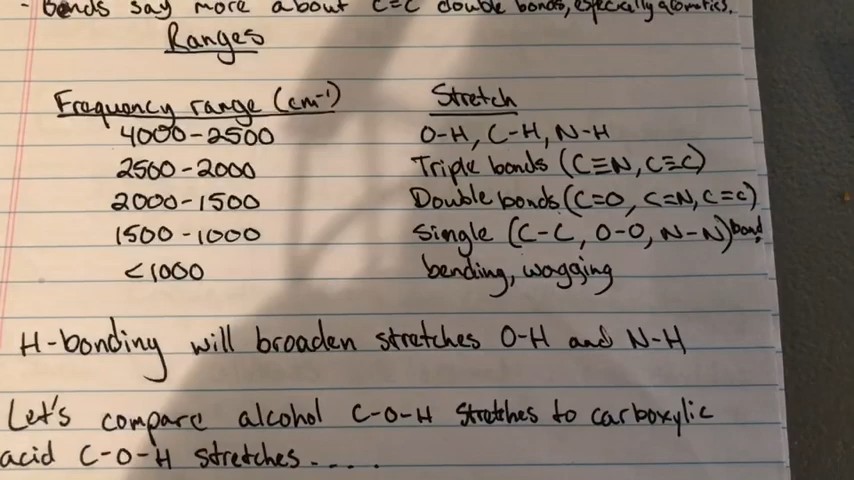 - Bends say more about C=C double bonds, especially aromatics.
Ranges
Frequency range (cm⁻¹) Stretch
4000-2500 O-H, C-H, N-H
2500-2000 Triple bonds (C≡N, C≡C)
2000-1500 Double bonds (C=O, C=N, C=C)
1500-1000 Single (C-C, O-O, N-N) bond
<1000 bending, wagging
H-bonding will broaden stretches O-H and N-H
Let's compare alcohol C-O-H stretches to carboxylic
acid C-O-H stretches.....